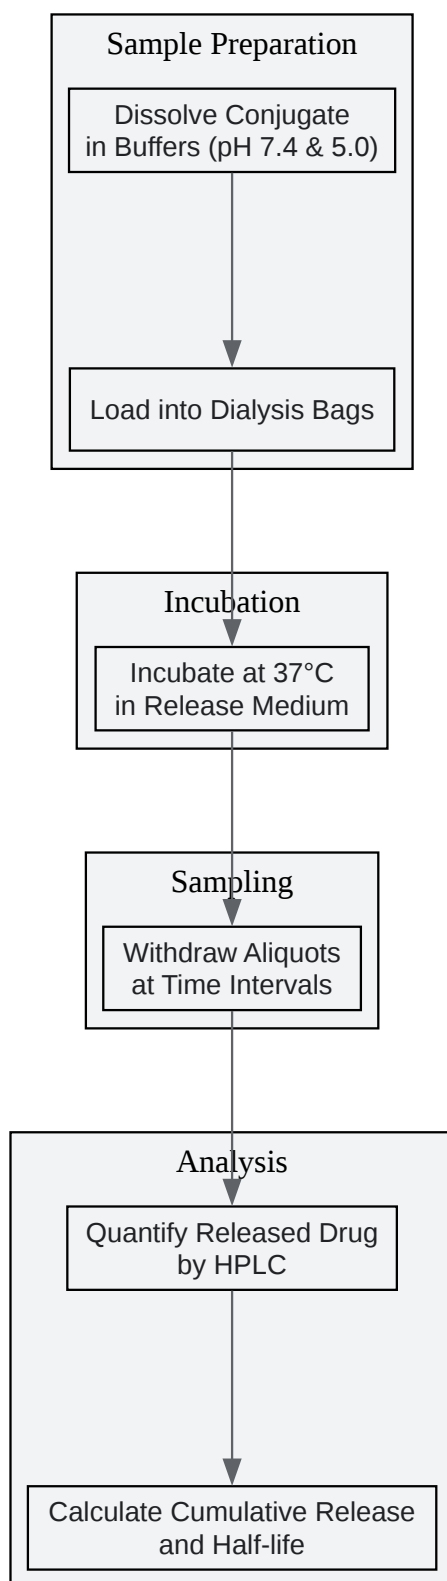 Sample Preparation
Dissolve Conjugate
in Buffers (pH 7.4 & 5.0)
Load into Dialysis Bags
Incubation
Incubate at 37°C
in Release Medium
Sampling
Withdraw Aliquots
at Time Intervals
Analysis
Quantify Released Drug
by HPLC
Calculate Cumulative Release
and Half-life